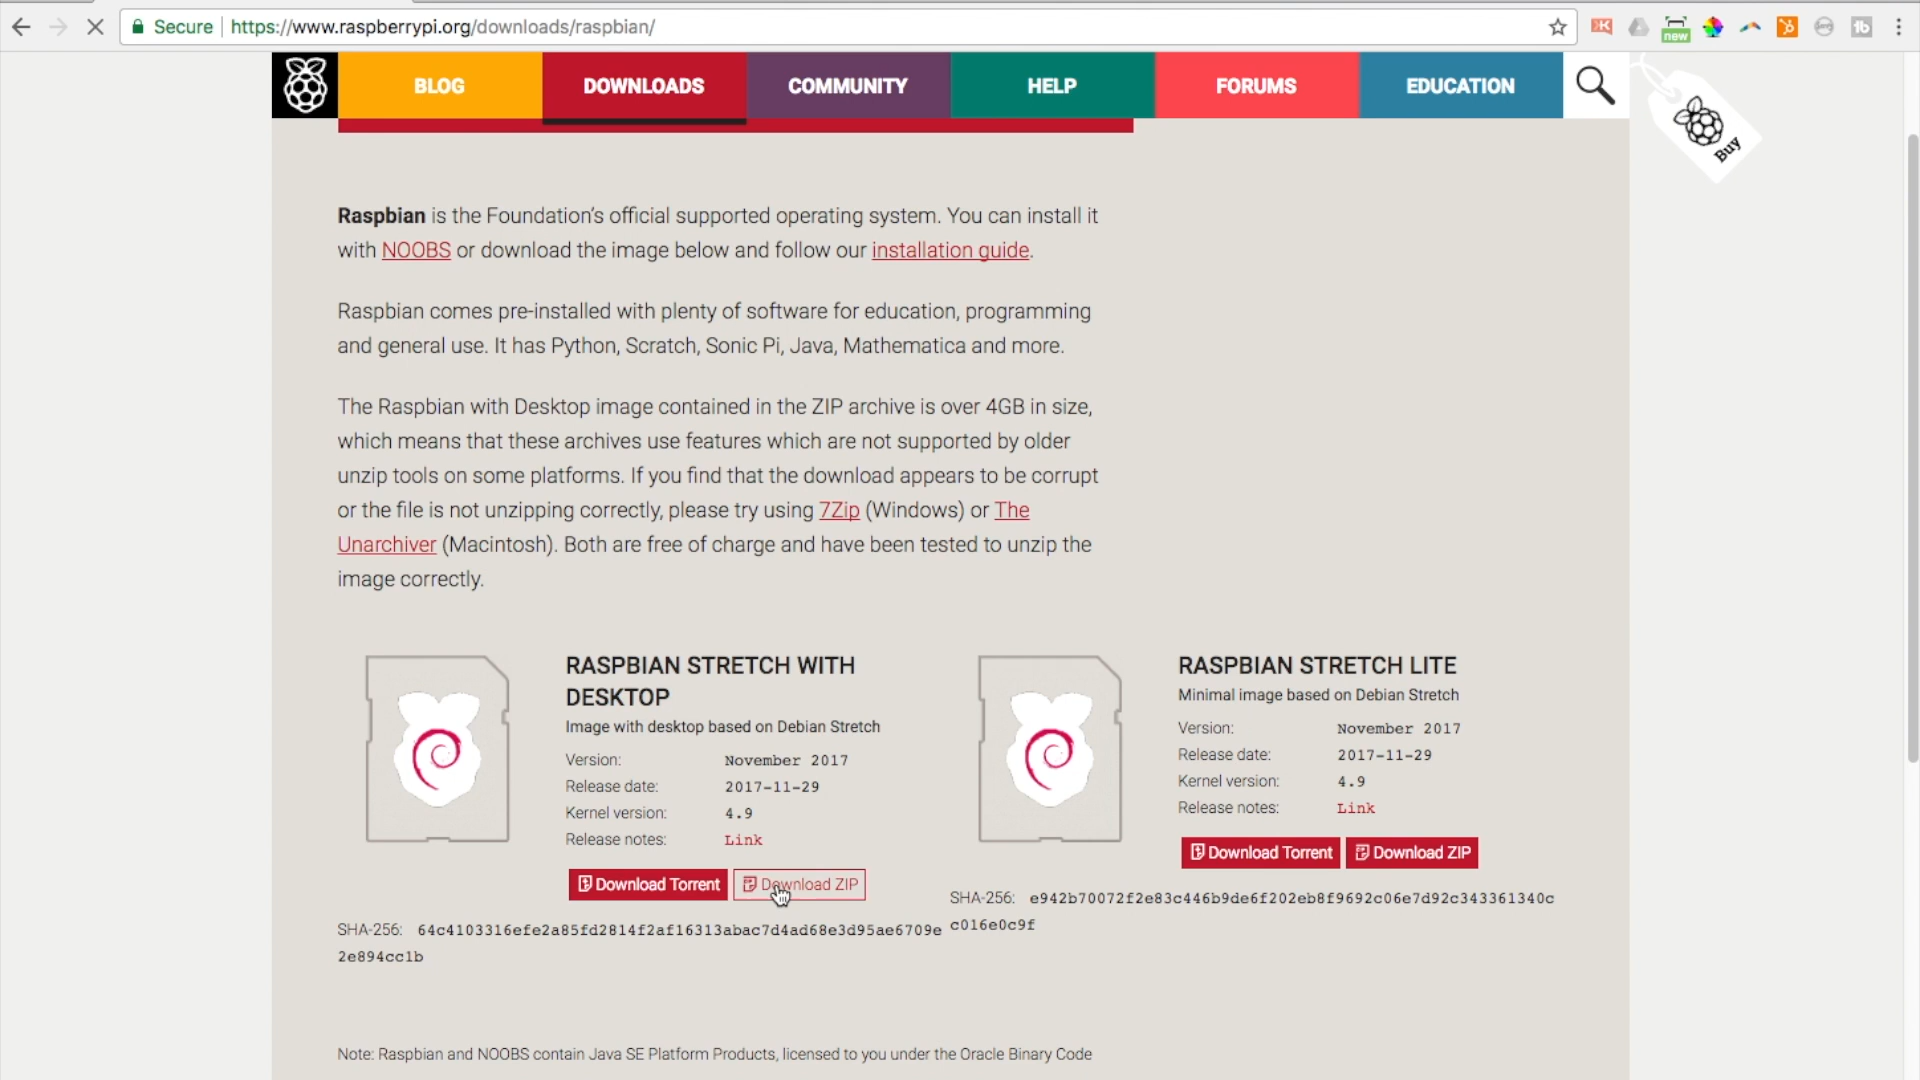 Secure https://www.raspberrypi.org/downloads/raspbian/
new
BLOG DOWNLOADS COMMUNITY HELP FORUMS EDUCATION
Buy
Raspbian is the Foundation's official supported operating system. You can install it
with NOOBS or download the image below and follow our installation guide.
Raspbian comes pre-installed with plenty of software for education, programming
and general use. It has Python, Scratch, Sonic Pi, Java, Mathematica and more.
The Raspbian with Desktop image contained in the ZIP archive is over 4GB in size,
which means that these archives use features which are not supported by older
unzip tools on some platforms. If you find that the download appears to be corrupt
or the file is not unzipping correctly, please try using 7Zip (Windows) or The
Unarchiver (Macintosh). Both are free of charge and have been tested to unzip the
image correctly.
RASPBIAN STRETCH WITH
DESKTOP
Image with desktop based on Debian Stretch
Version: November 2017
Release date: 2017-11-29
Kernel version: 4.9
Release notes: Link
Download Torrent Download ZIP
SHA-256: 64c4103316efe2a85fd2814f2af16313abac7d4ad68e3d95ae6709e
2e894cc1b
RASPBIAN STRETCH LITE
Minimal image based on Debian Stretch
Version: November 2017
Release date: 2017-11-29
Kernel version: 4.9
Release notes: Link
Download Torrent Download ZIP
SHA-256: e942b70072f2e83c446b9de6f202eb8f9692c06e7d92c343361340c
c016e0c9f
Note: Raspbian and NOOBS contain Java SE Platform Products, licensed to you under the Oracle Binary Code